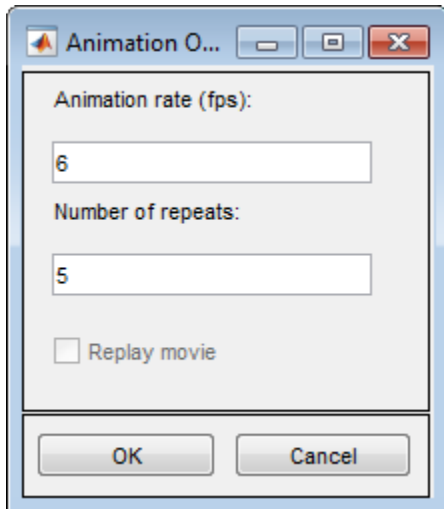 Animation O...
Animation rate (fps):
6
Number of repeats:
5
Replay movie
OK Cancel